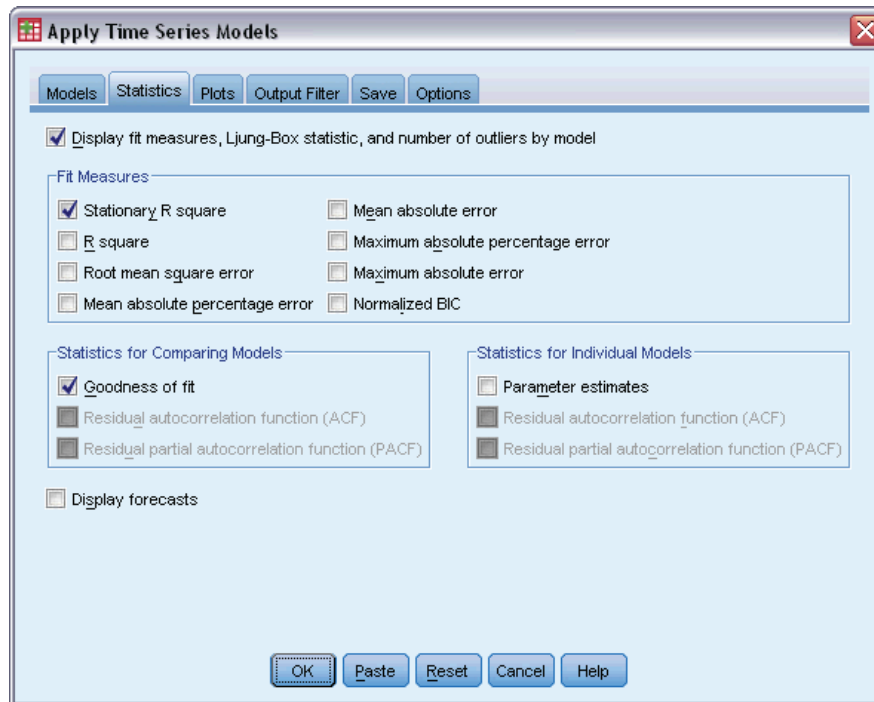 Apply Time Series Models
Models Statistics Plots Output Filter Save Options
Display fit measures, Ljung-Box statistic, and number of outliers by model
Fit Measures
Stationary R square
R square
Root mean square error
Mean absolute percentage error
Mean absolute error
Maximum absolute percentage error
Maximum absolute error
Normalized BIC
Statistics for Comparing Models
Goodness of fit
Residual autocorrelation function (ACF)
Residual partial autocorrelation function (PACF)
Statistics for Individual Models
Parameter estimates
Residual autocorrelation function (ACF)
Residual partial autocorrelation function (PACF)
Display forecasts
OK Paste Reset Cancel Help